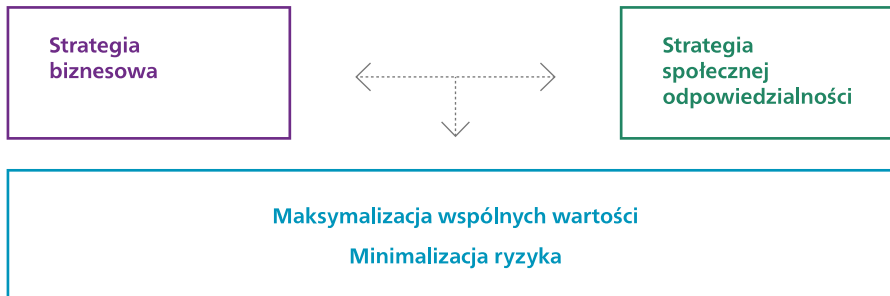 Strategia
biznesowa
Strategia
społecznej
odpowiedzialności
Maksymalizacja wspólnych wartości
Minimalizacja ryzyka